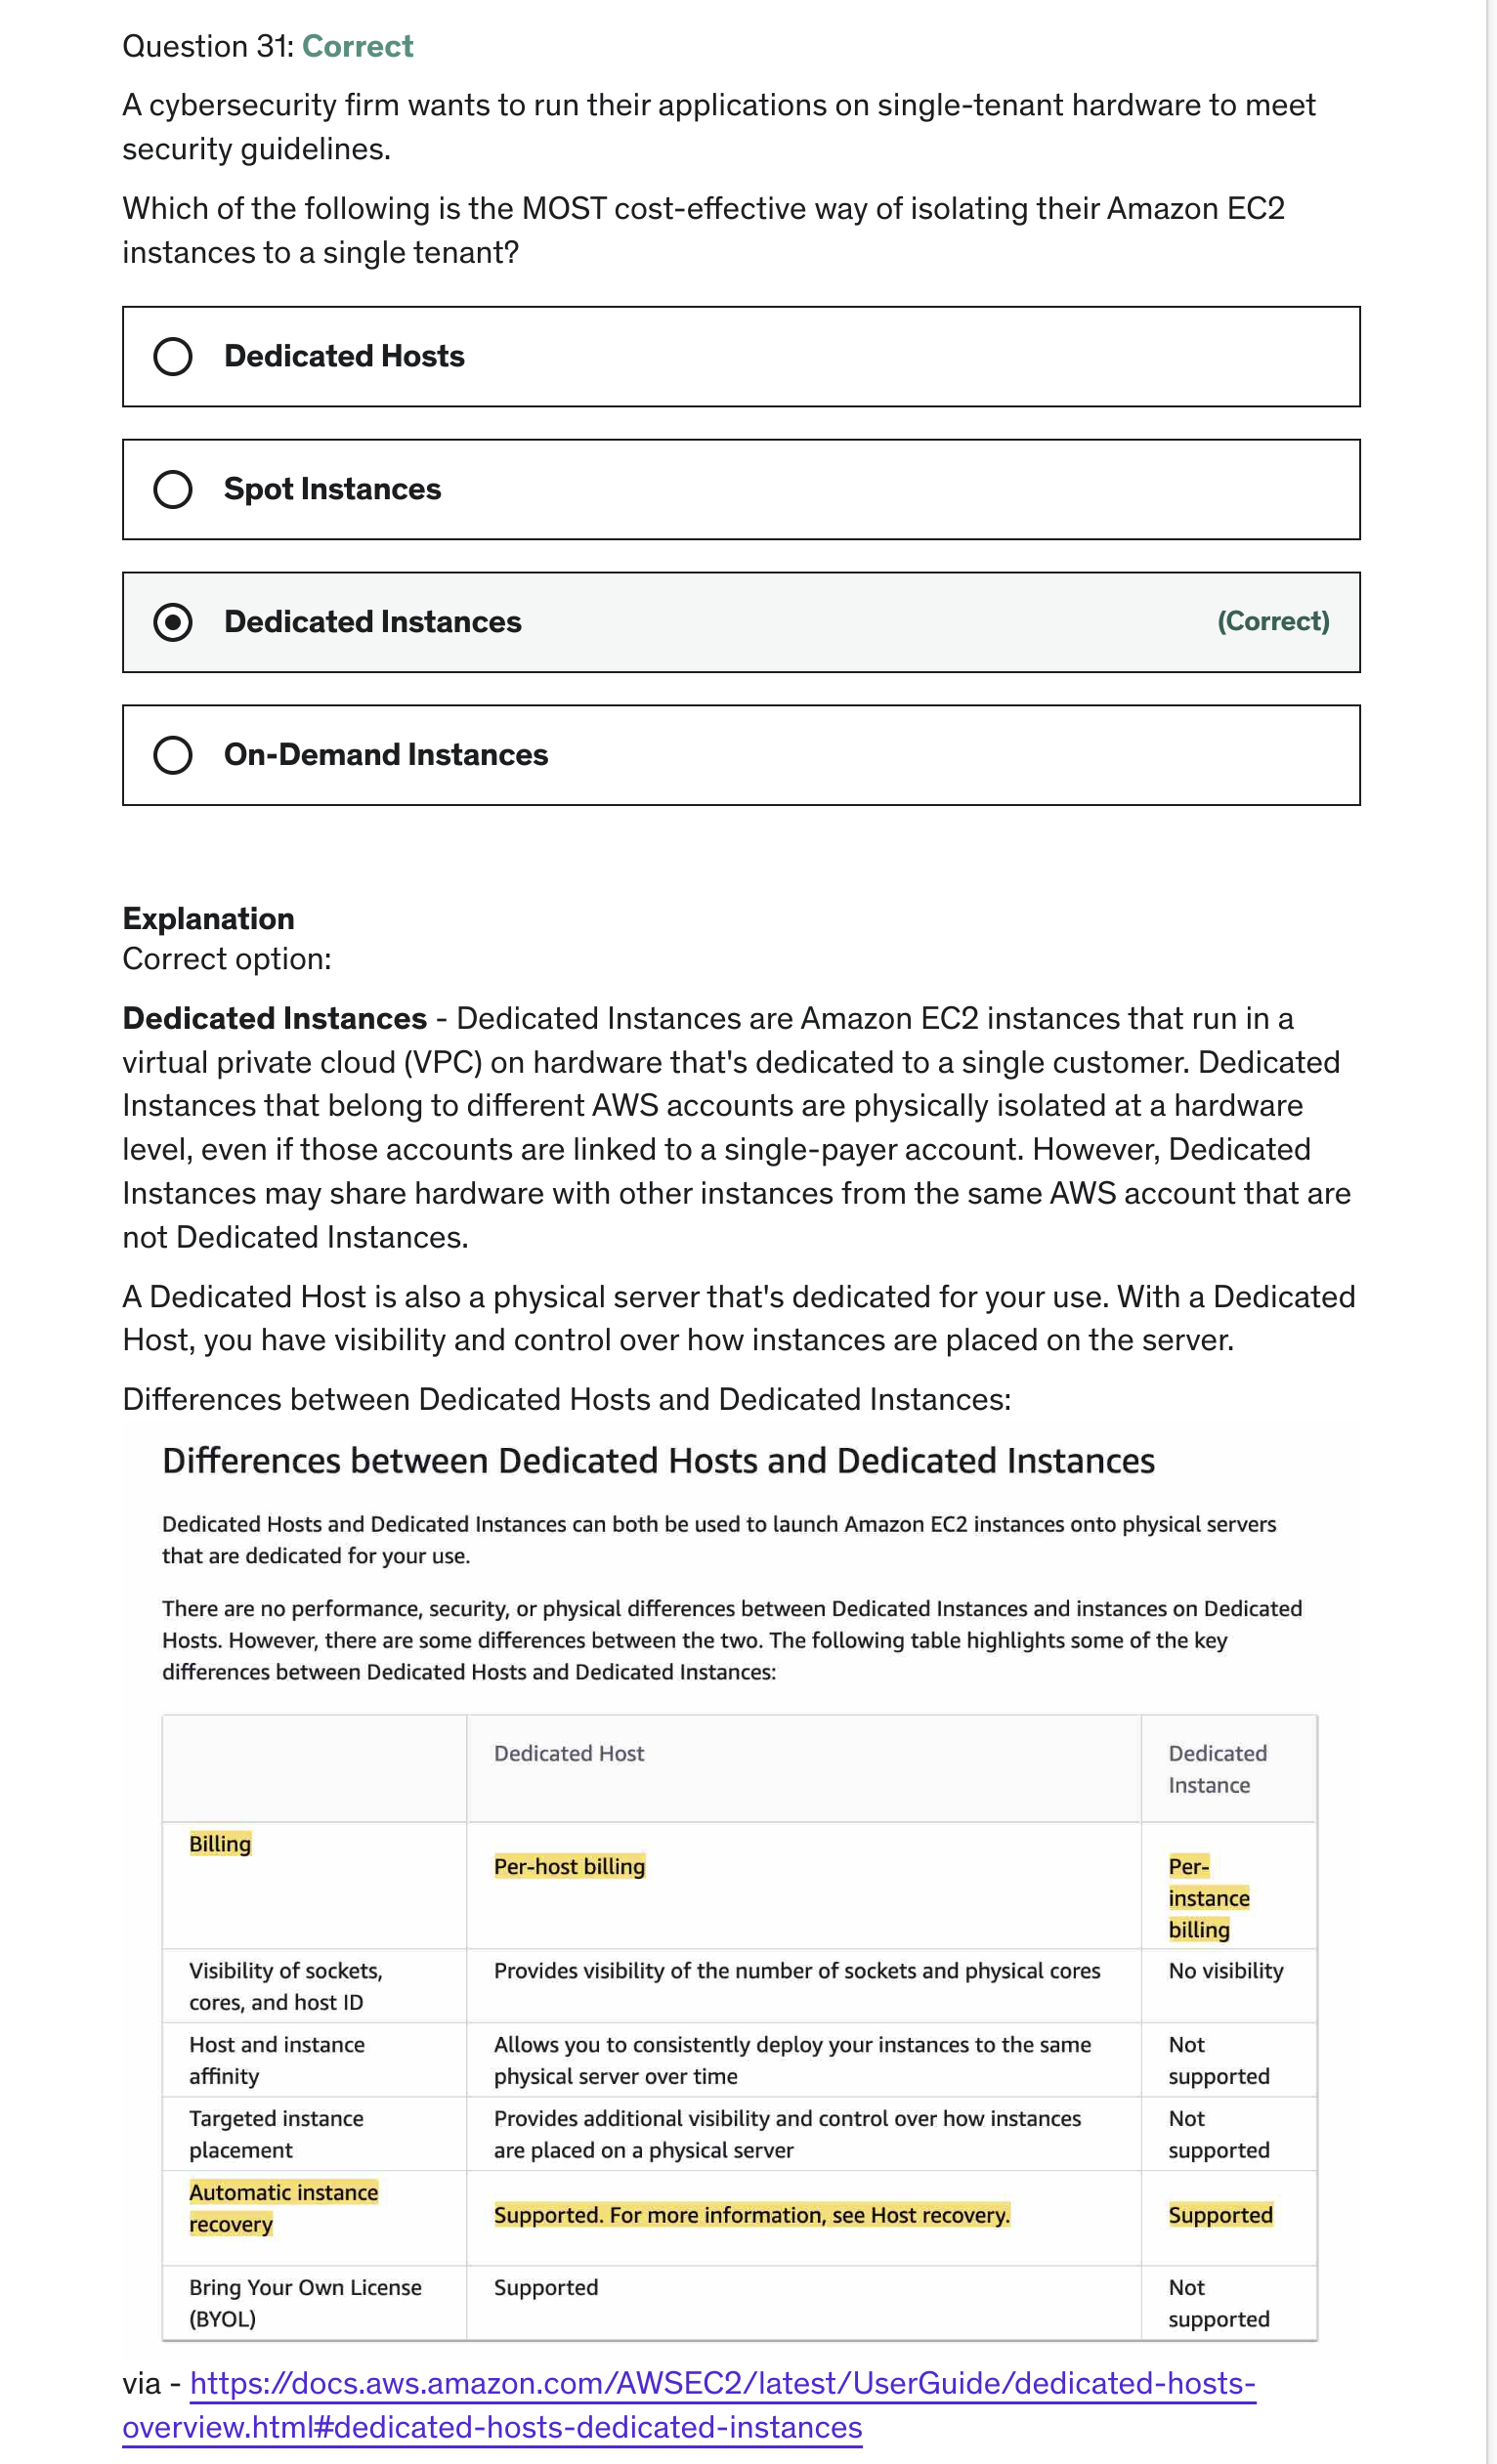 Question 31: Correct
A cybersecurity firm wants to run their applications on single-tenant hardware to meet
security guidelines.
Which of the following is the MOST cost-effective way of isolating their Amazon EC2
instances to a single tenant?
Dedicated Hosts
Spot Instances
Dedicated Instances (Correct)
On-Demand Instances
Explanation
Correct option:
Dedicated Instances - Dedicated Instances are Amazon EC2 instances that run in a
virtual private cloud (VPC) on hardware that's dedicated to a single customer. Dedicated
Instances that belong to different AWS accounts are physically isolated at a hardware
level, even if those accounts are linked to a single-payer account. However, Dedicated
Instances may share hardware with other instances from the same AWS account that are
not Dedicated Instances.
A Dedicated Host is also a physical server that's dedicated for your use. With a Dedicated
Host, you have visibility and control over how instances are placed on the server.
Differences between Dedicated Hosts and Dedicated Instances:
Differences between Dedicated Hosts and Dedicated Instances
Dedicated Hosts and Dedicated Instances can both be used to launch Amazon EC2 instances onto physical servers
that are dedicated for your use.
There are no performance, security, or physical differences between Dedicated Instances and instances on Dedicated
Hosts. However, there are some differences between the two. The following table highlights some of the key
differences between Dedicated Hosts and Dedicated Instances:
Dedicated Host
Dedicated
Instance
Billing
Per-host billing
Per-
instance
billing
Visibility of sockets,
cores, and host ID
Provides visibility of the number of sockets and physical cores
No visibility
Host and instance
affinity
Allows you to consistently deploy your instances to the same
physical server over time
Not
supported
Targeted instance
placement
Provides additional visibility and control over how instances
are placed on a physical server
Not
supported
Automatic instance
recovery
Supported. For more information, see Host recovery.
Supported
Bring Your Own License
(BYOL)
Supported
Not
supported
via - https://docs.aws.amazon.com/AWSEC2/latest/UserGuide/dedicated-hosts-
overview.html#dedicated-hosts-dedicated-instances